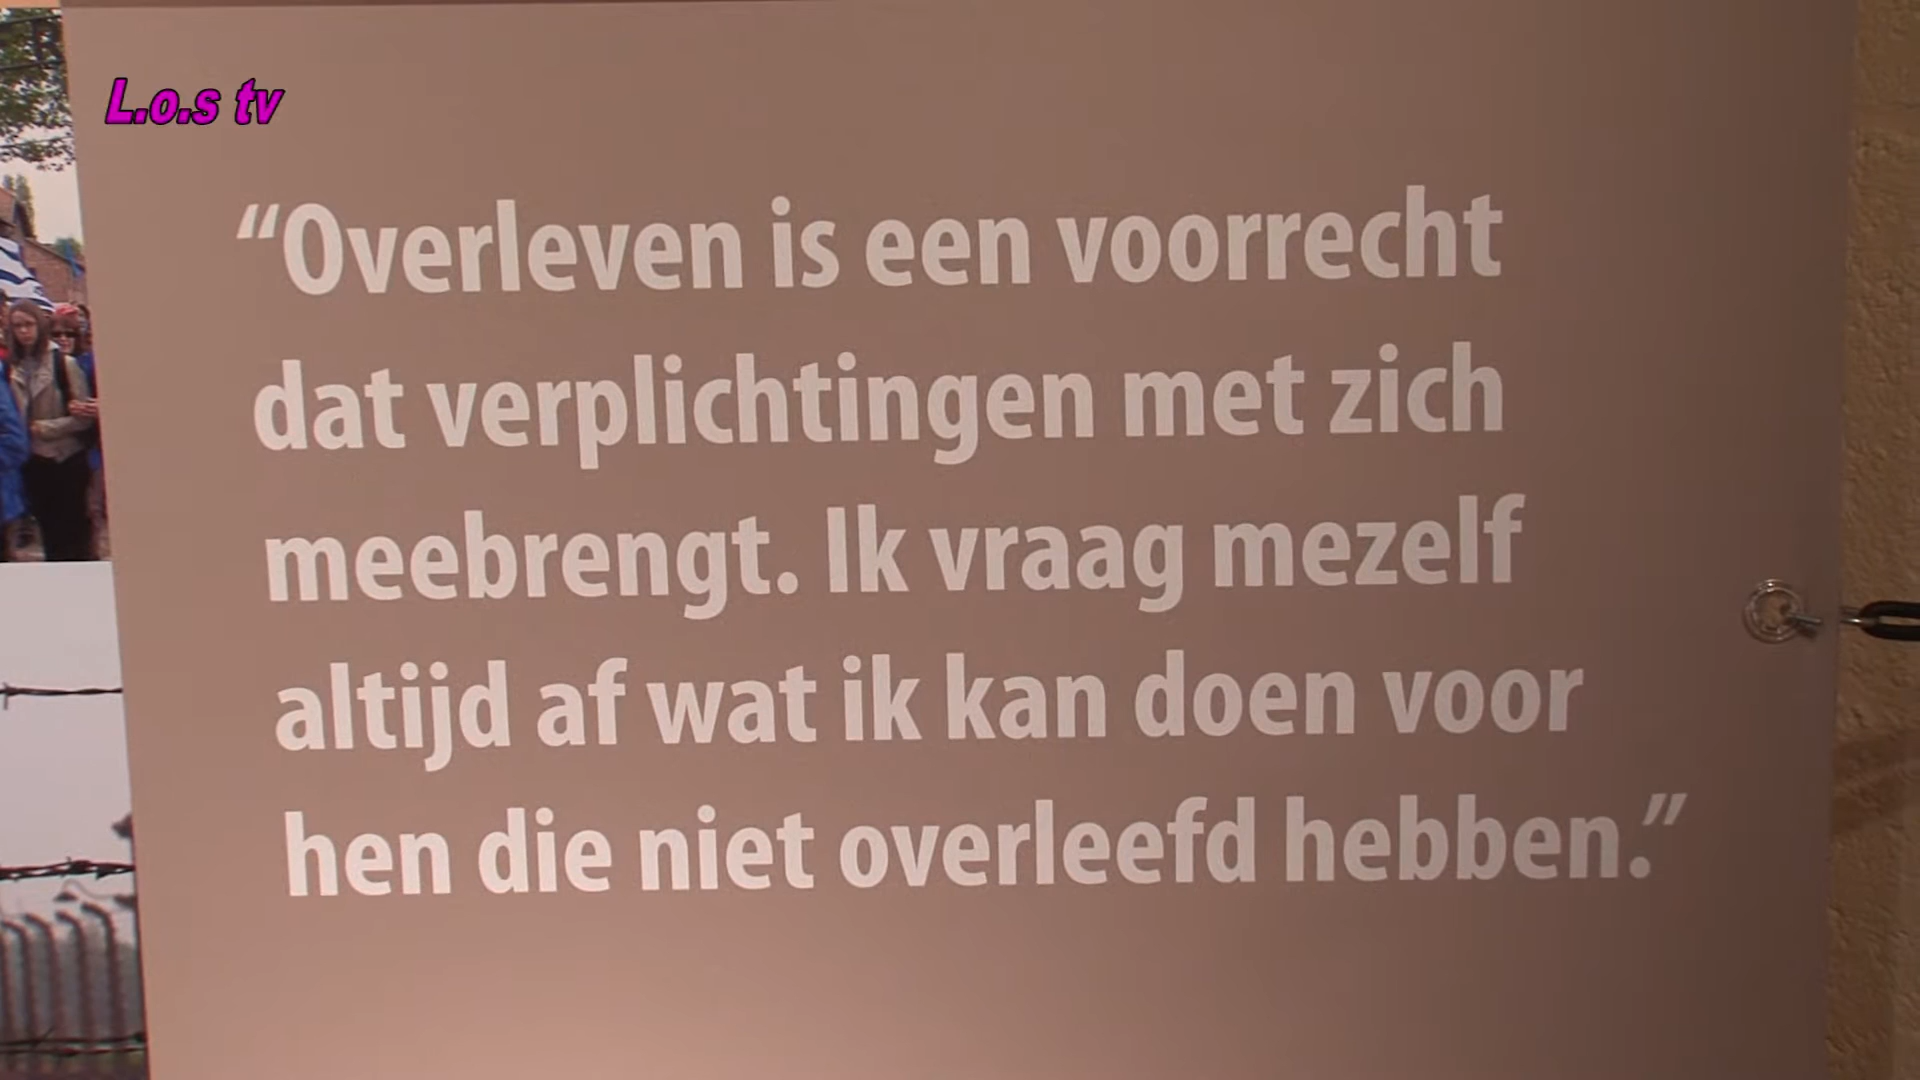 L.o.s tv
“Overleven is een voorrecht
dat verplichtingen met zich
meebrengt. Ik vraag mezelf
altijd af wat ik kan doen voor
hen die niet overleefd hebben.”